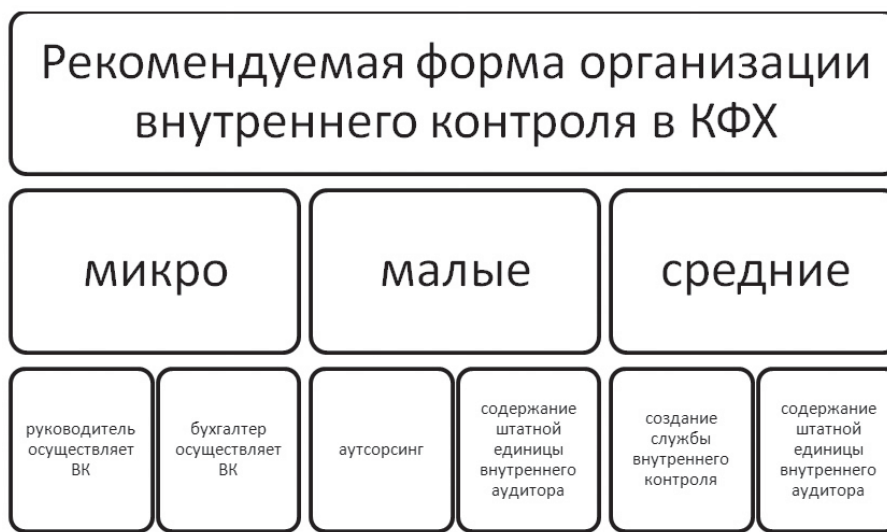 Рекомендуемая форма организации
внутреннего контроля в КФХ
микро
малые
средние
руководитель
осуществляет
ВК
бухгалтер
осуществляет
ВК
аутсорсинг
содержание
штатной
единицы
внутреннего
аудитора
создание
службы
внутреннего
контроля
содержание
штатной
единицы
внутреннего
аудитора